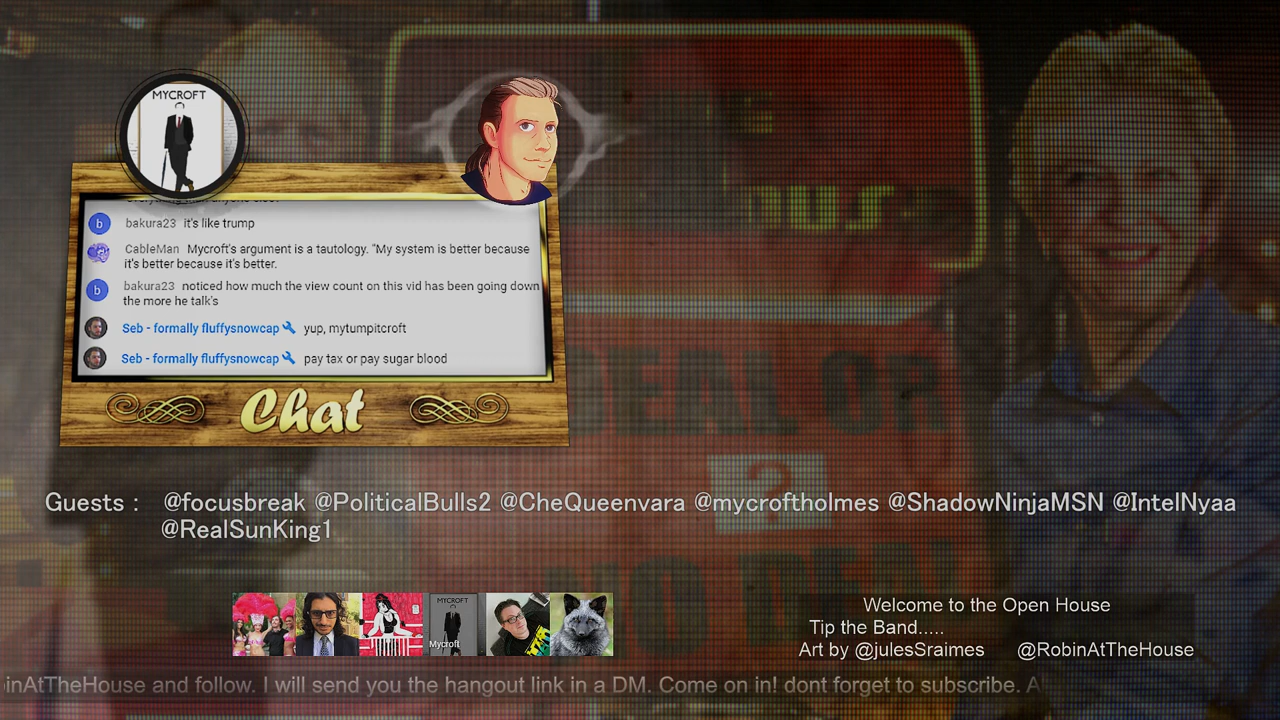 MYCROFT
bakura23 it's like trump
CableMan Mycroft's argument is a tautology. "My system is better because
it's better because it's better.
bakura23 noticed how much the view count on this vid has been going down
the more he talk's
Seb - formally fluffysnowcap yup, mytumpitcroft
Seb - formally fluffysnowcap pay tax or pay sugar blood
Chat
DEAL OR
?
NO DEAL
Guests : @focusbreak @PoliticalBulls2 @CheQueenvara @mycroftholmes @ShadowNinjaMSN @IntelNyaa
@RealSunKing1
MYCROFT
Mycroft
Welcome to the Open House
Tip the Band.....
Art by @julesSraimes @RobinAtTheHouse
inAtTheHouse and follow. I will send you the hangout link in a DM. Come on in! dont forget to subscribe. A